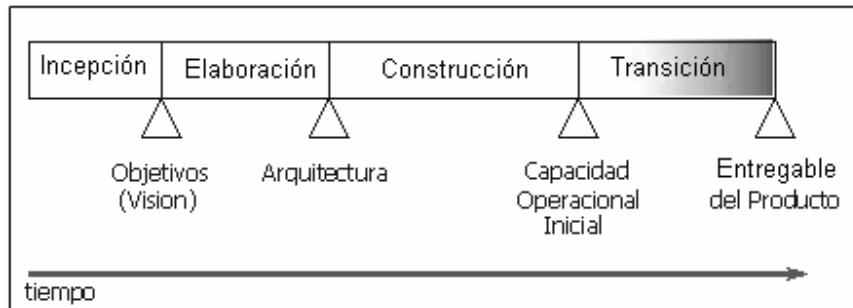 Incepción
Elaboración
Construcción
Transición
Objetivos
(Vision)
Arquitectura
Capacidad
Operacional
Inicial
Entregable
del Producto
tiempo